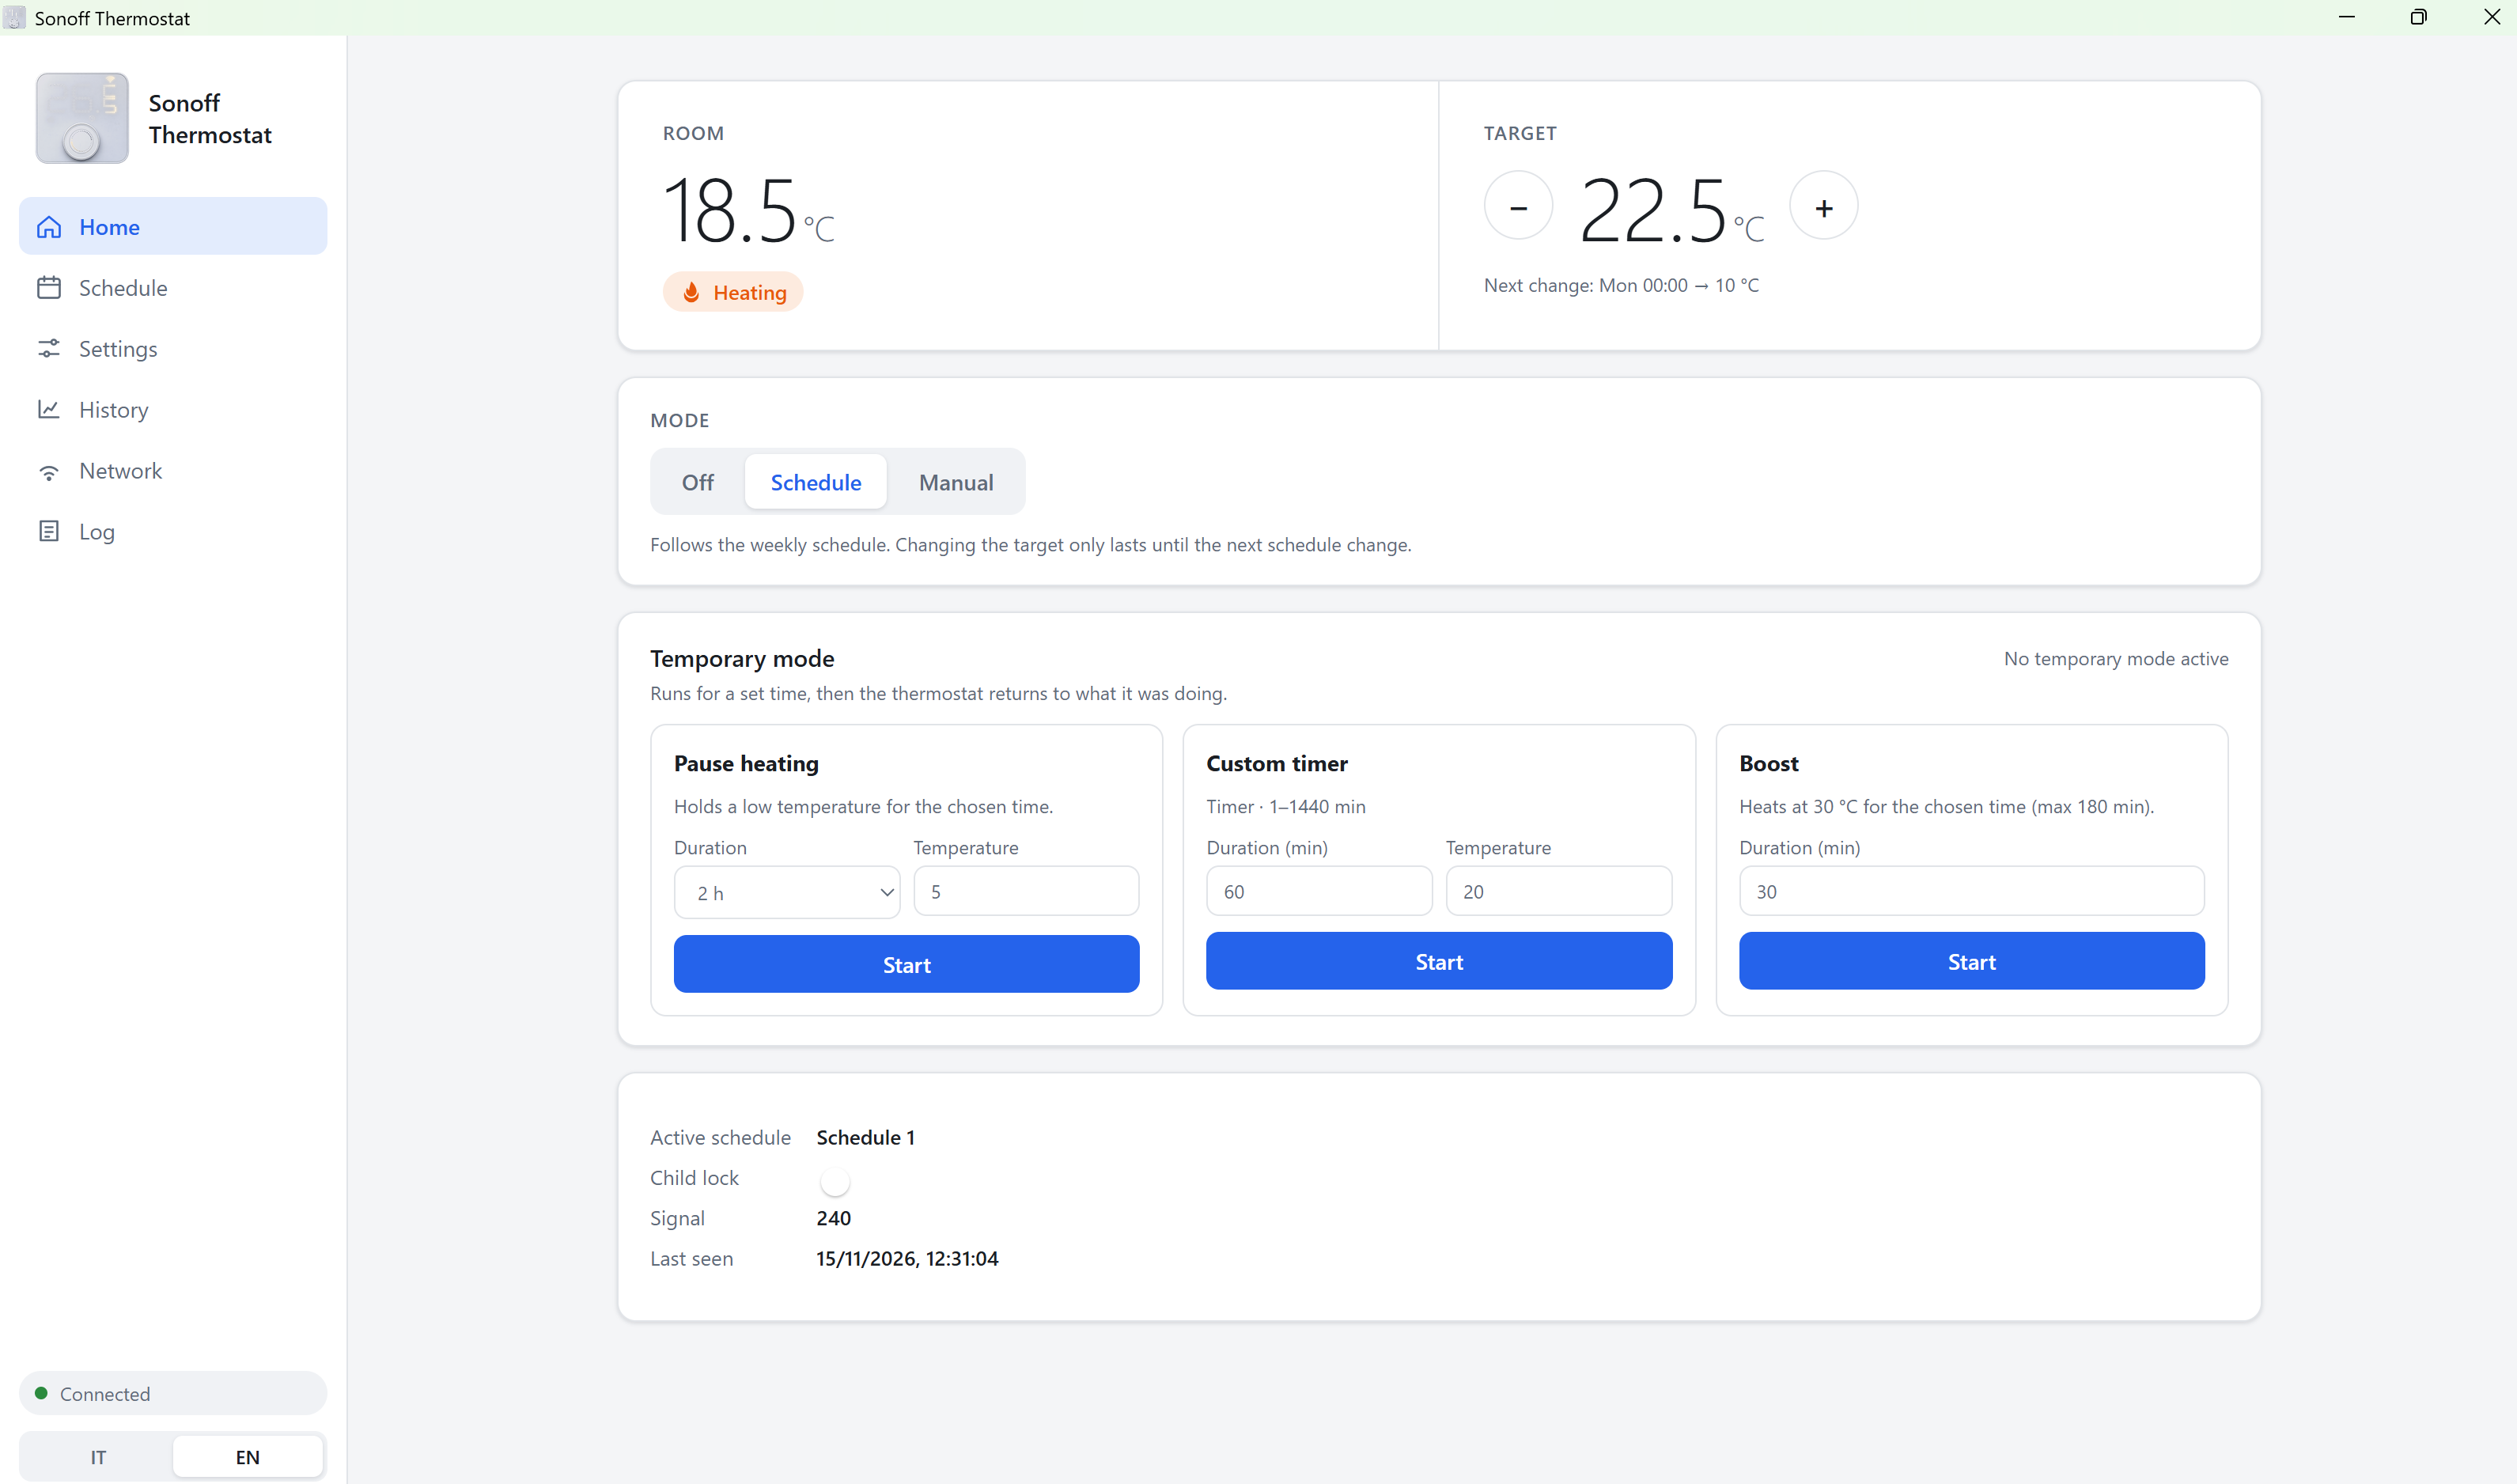 Sonoff Thermostat
Sonoff
Thermostat
Home
Schedule
Settings
History
Network
Log
Connected
IT EN
ROOM
18.5 °C
Heating
TARGET
− 22.5 °C +
Next change: Mon 00:00 → 10 °C
MODE
Off Schedule Manual
Follows the weekly schedule. Changing the target only lasts until the next schedule change.
Temporary mode
No temporary mode active
Runs for a set time, then the thermostat returns to what it was doing.
Pause heating
Holds a low temperature for the chosen time.
Duration Temperature
2 h 5
Start
Custom timer
Timer · 1–1440 min
Duration (min) Temperature
60 20
Start
Boost
Heats at 30 °C for the chosen time (max 180 min).
Duration (min)
30
Start
Active schedule Schedule 1
Child lock
Signal 240
Last seen 15/11/2026, 12:31:04